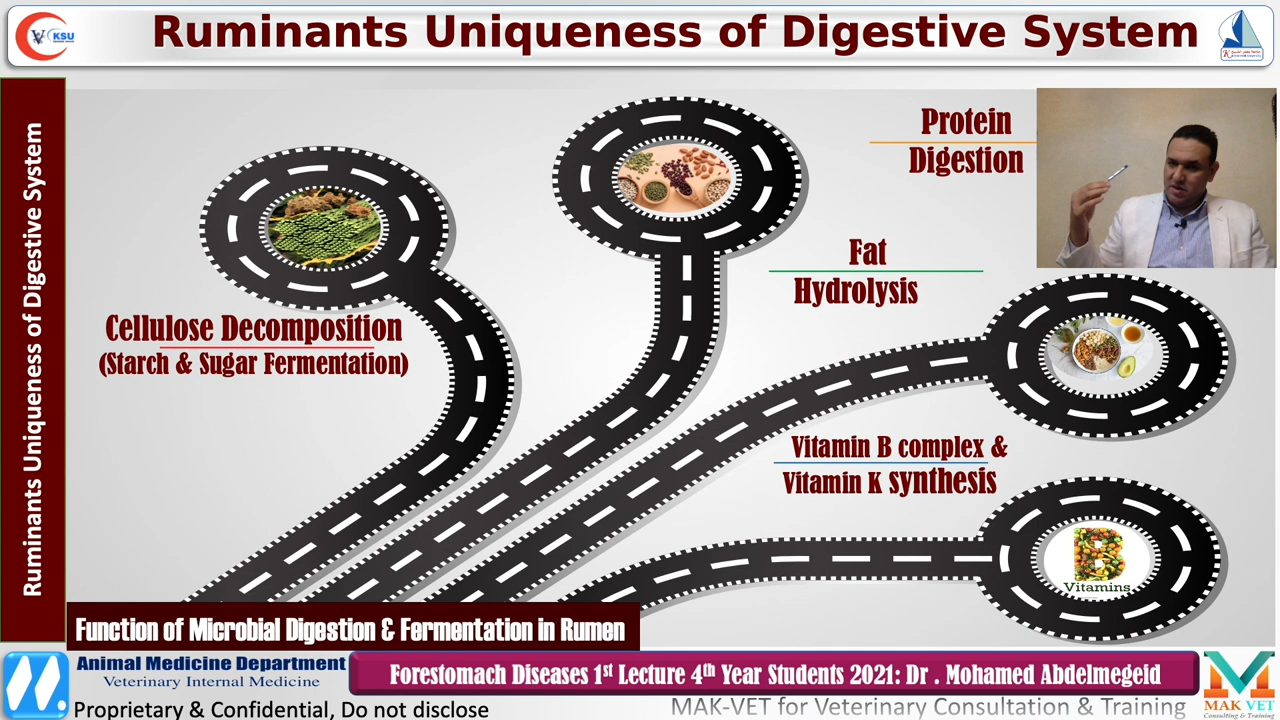 KSU
Ruminants Uniqueness of Digestive System
Ruminants Uniqueness of Digestive System
Protein
Digestion
Fat
Hydrolysis
Cellulose Decomposition
(Starch & Sugar Fermentation)
Vitamin B complex &
Vitamin K synthesis
B
Vitamins
Function of Microbial Digestion & Fermentation in Rumen
Animal Medicine Department
Veterinary Internal Medicine
Forestomach Diseases 1st Lecture 4th Year Students 2021: Dr . Mohamed Abdelmegeid
Proprietary & Confidential, Do not disclose
MAK-VET for Veterinary Consultation & Training
MAK VET
Consulting & Training